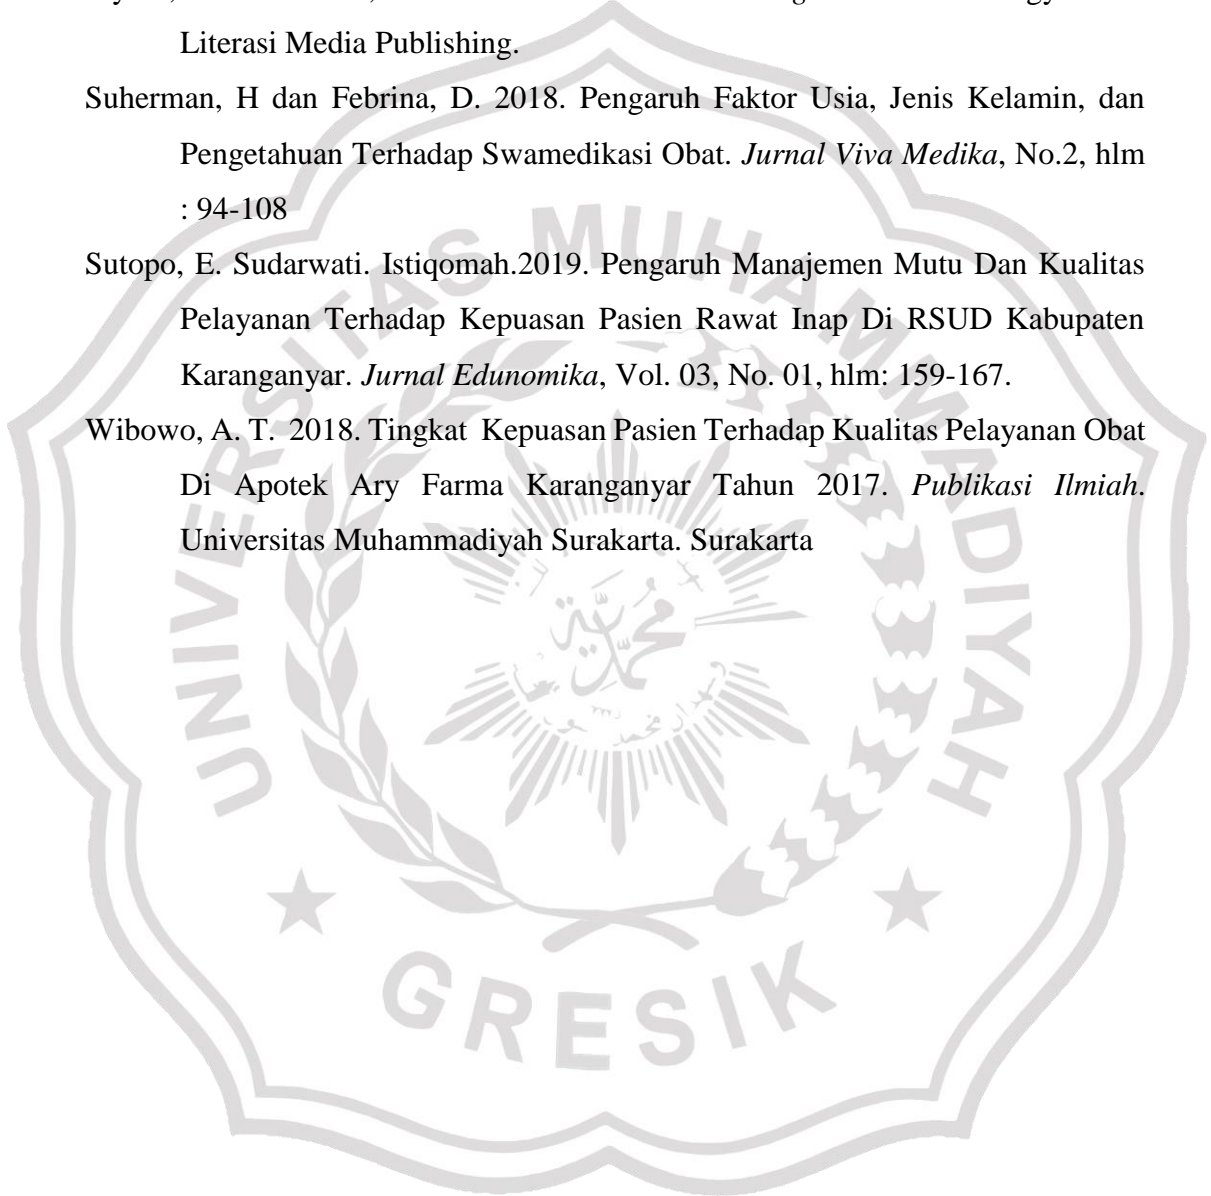 Literasi Media Publishing.
Suherman, H dan Febrina, D. 2018. Pengaruh Faktor Usia, Jenis Kelamin, dan
Pengetahuan Terhadap Swamedikasi Obat. Jurnal Viva Medika, No.2, hlm
: 94-108
Sutopo, E. Sudarwati. Istiqomah.2019. Pengaruh Manajemen Mutu Dan Kualitas
Pelayanan Terhadap Kepuasan Pasien Rawat Inap Di RSUD Kabupaten
Karanganyar. Jurnal Edunomika, Vol. 03, No. 01, hlm: 159-167.
Wibowo, A. T. 2018. Tingkat Kepuasan Pasien Terhadap Kualitas Pelayanan Obat
Di Apotek Ary Farma Karanganyar Tahun 2017. Publikasi Ilmiah.
Universitas Muhammadiyah Surakarta. Surakarta
UNIVERSITAS MUHAMMADIYAH
GRESIK